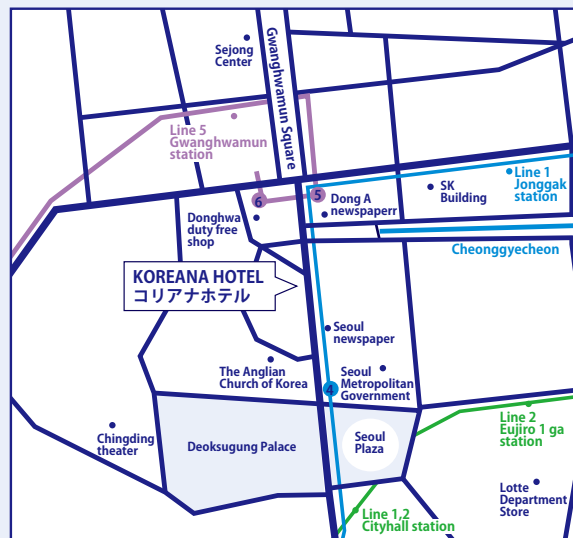 Sejong
Center
Gwanghwamun Square
Line 5
Gwanghwamun
station
Line 1
Jonggak
station
SK
Building
5
Dong A
newspaperr
6
Donghwa
duty free
shop
Cheonggyecheon
KOREANA HOTEL
コリアナホテル
Seoul
newspaper
The Anglian
Church of Korea
Seoul
Metropolitan
Government
4
Line 2
Eujiro 1 ga
station
Chingding
theater
Deoksugung Palace
Seoul
Plaza
Lotte
Department
Store
Line 1,2
Cityhall station